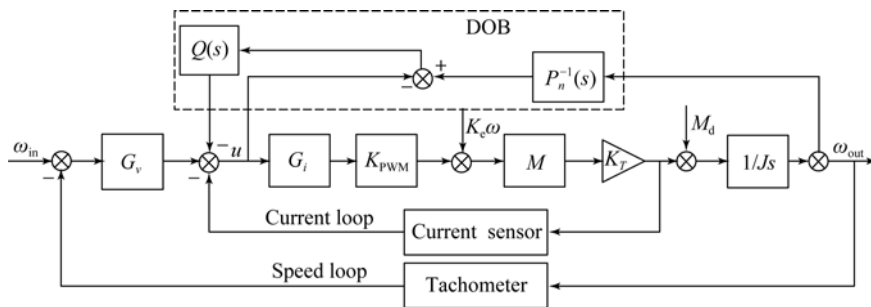 DOB
Q(s)
+
−
P_n^{-1}(s)
K_eω
M_d
ω_in
−
G_v
−
−
u
G_i
K_PWM
M
K_T
1/Js
ω_out
Current loop
Current sensor
Speed loop
Tachometer